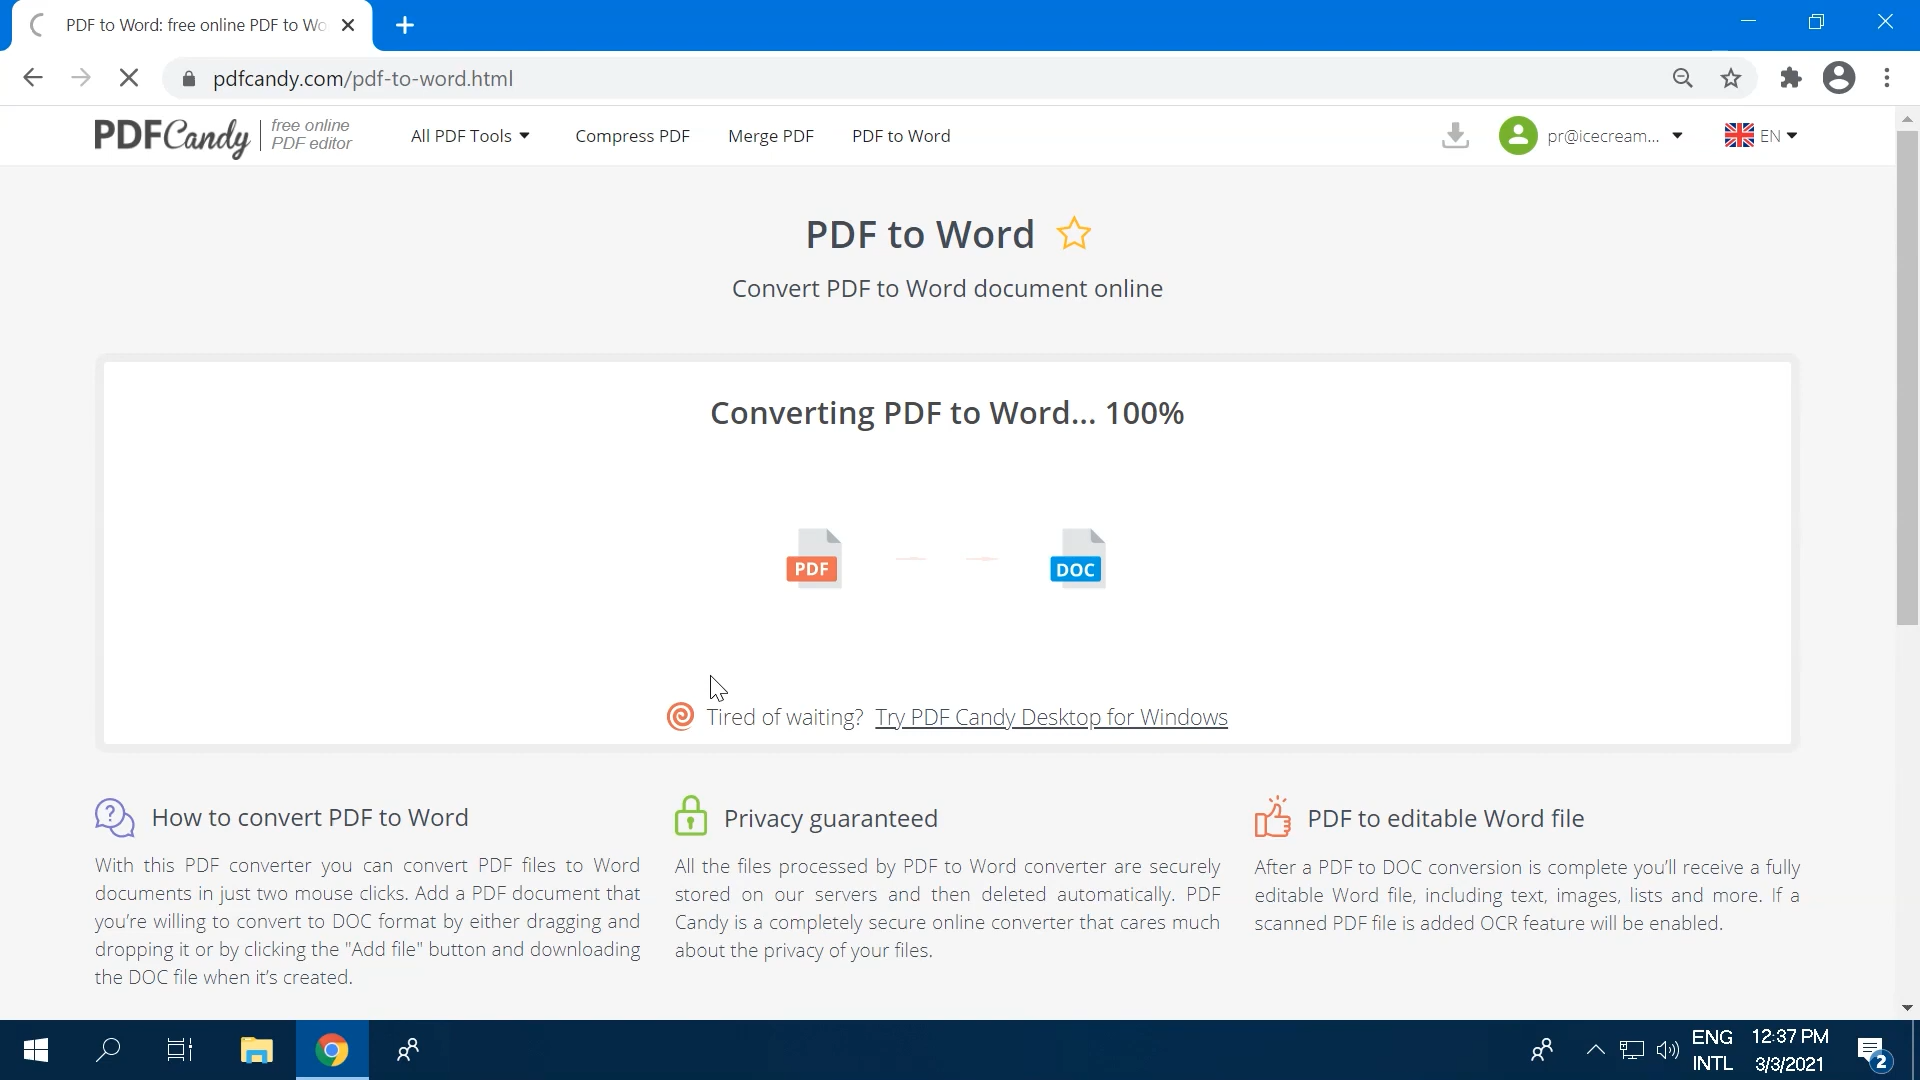 PDF to Word: free online PDF to Wo
pdfcandy.com/pdf-to-word.html
PDFCandy
free online
PDF editor
All PDF Tools
Compress PDF
Merge PDF
PDF to Word
pr@icecream...
EN
PDF to Word
Convert PDF to Word document online
Converting PDF to Word... 100%
PDF
DOC
Tired of waiting? Try PDF Candy Desktop for Windows
How to convert PDF to Word
With this PDF converter you can convert PDF files to Word
documents in just two mouse clicks. Add a PDF document that
you're willing to convert to DOC format by either dragging and
dropping it or by clicking the "Add file" button and downloading
the DOC file when it's created.
Privacy guaranteed
All the files processed by PDF to Word converter are securely
stored on our servers and then deleted automatically. PDF
Candy is a completely secure online converter that cares much
about the privacy of your files.
PDF to editable Word file
After a PDF to DOC conversion is complete you'll receive a fully
editable Word file, including text, images, lists and more. If a
scanned PDF file is added OCR feature will be enabled.
ENG
INTL
12:37 PM
3/3/2021
2